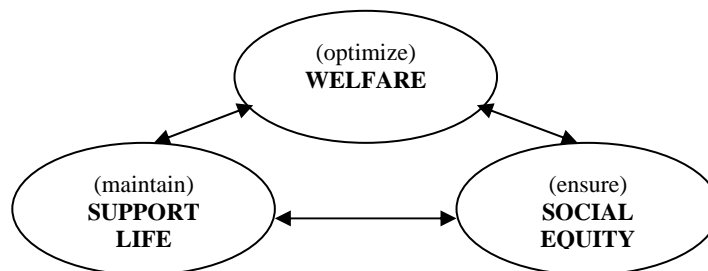 (optimize)
WELFARE
(maintain)
SUPPORT
LIFE
(ensure)
SOCIAL
EQUITY